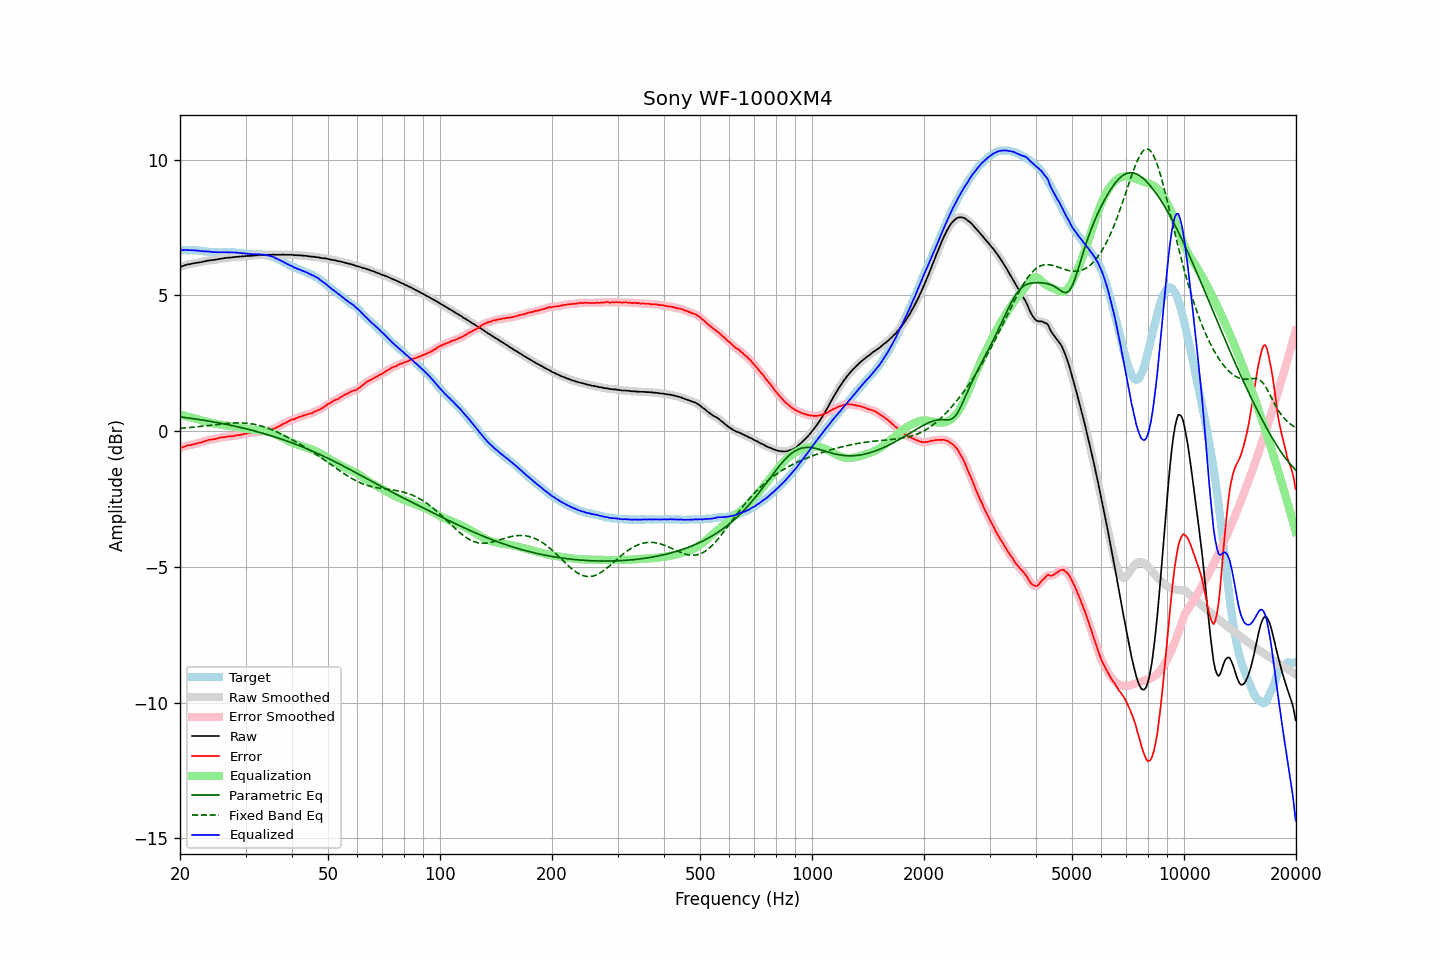 Sony WF-1000XM4
Amplitude (dBr)
10
5
0
−5
−10
−15
Target
Raw Smoothed
Error Smoothed
Raw
Error
Equalization
Parametric Eq
Fixed Band Eq
Equalized
20 50 100 200 500 1000 2000 5000 10000 20000
Frequency (Hz)